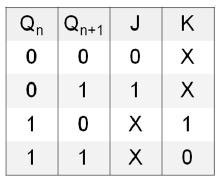 Qn Qn+1 J K
0 0 0 X
0 1 1 X
1 0 X 1
1 1 X 0